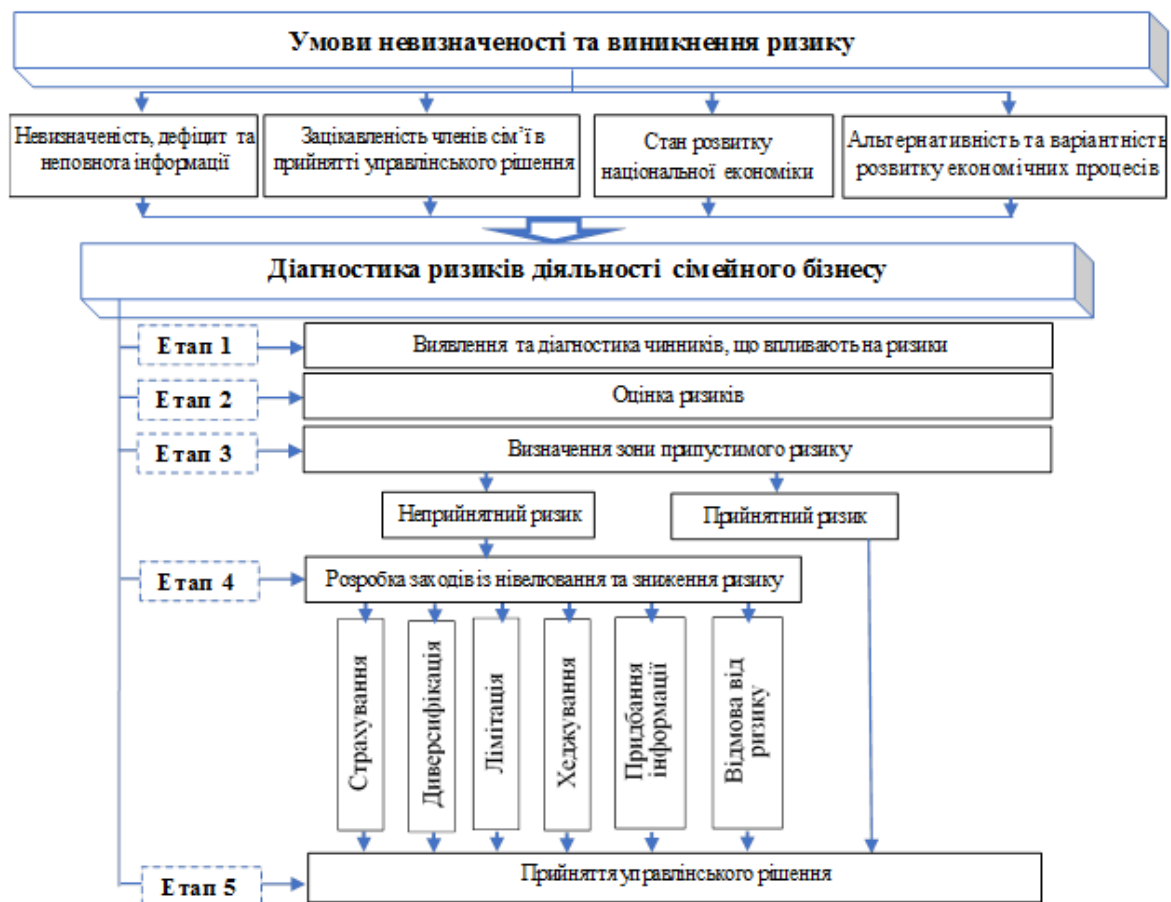 Умови невизначеності та виникнення ризику
Невизначеність, дефіцит та
неповнота інформації
Зацікавленість членів сім’ї в
прийнятті управлінського рішення
Стан розвитку
національної економіки
Альтернативність та варіантність
розвитку економічних процесів
Діагностика ризиків діяльності сімейного бізнесу
Етап 1
Виявлення та діагностика чинників, що впливають на ризики
Етап 2
Оцінка ризиків
Етап 3
Визначення зони припустимого ризику
Неприйнятний ризик
Прийнятний ризик
Етап 4
Розробка заходів із нівелювання та зниження ризику
Страхування
Диверсифікація
Лімітація
Хеджування
Придбання
інформації
Відмова від
ризику
Етап 5
Прийняття управлінського рішення